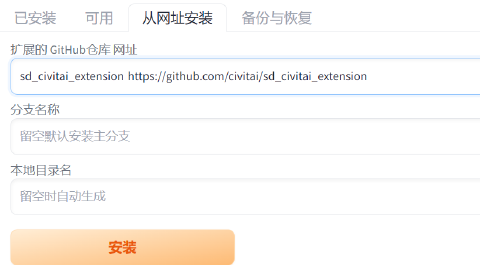 已安装 可用 从网址安装 备份与恢复
扩展的 GitHub仓库 网址
sd_civitai_extension https://github.com/civitai/sd_civitai_extension
分支名称
留空默认安装主分支
本地目录名
留空时自动生成
安装